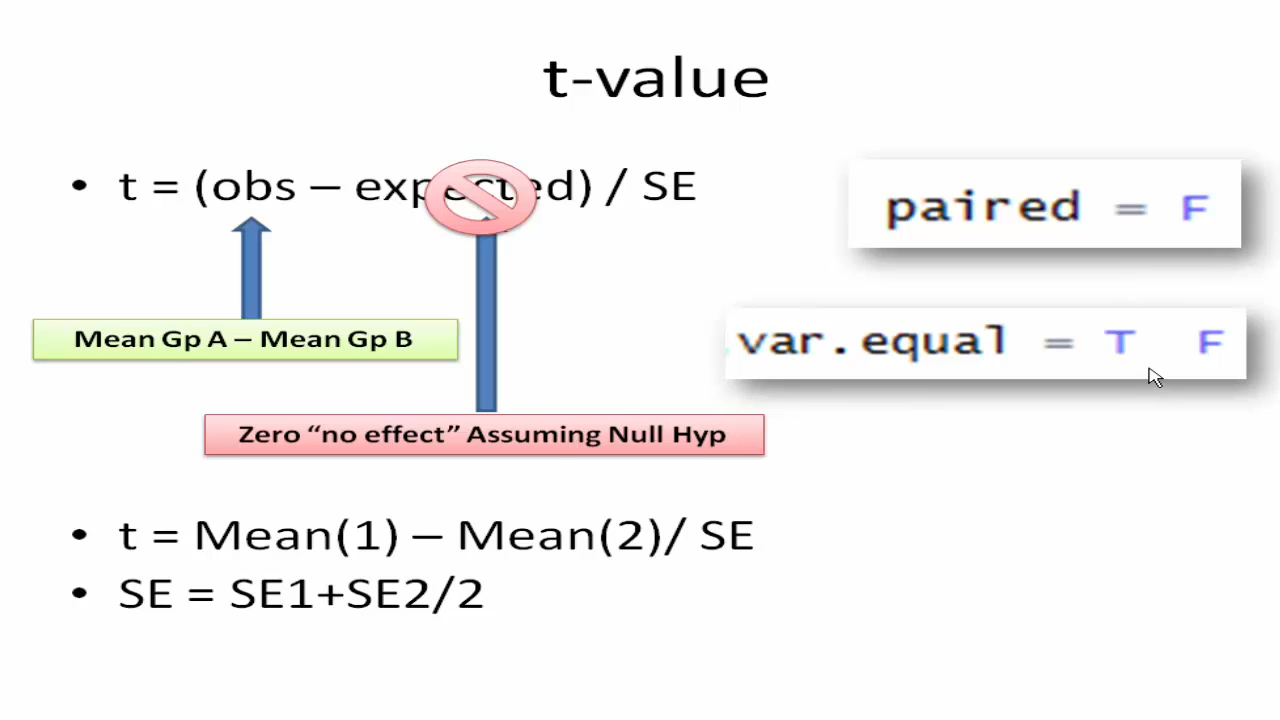 t-value
• t = (obs – expected) / SE
paired = F
Mean Gp A – Mean Gp B
var.equal = T F
Zero “no effect” Assuming Null Hyp
• t = Mean(1) – Mean(2)/ SE
• SE = SE1+SE2/2